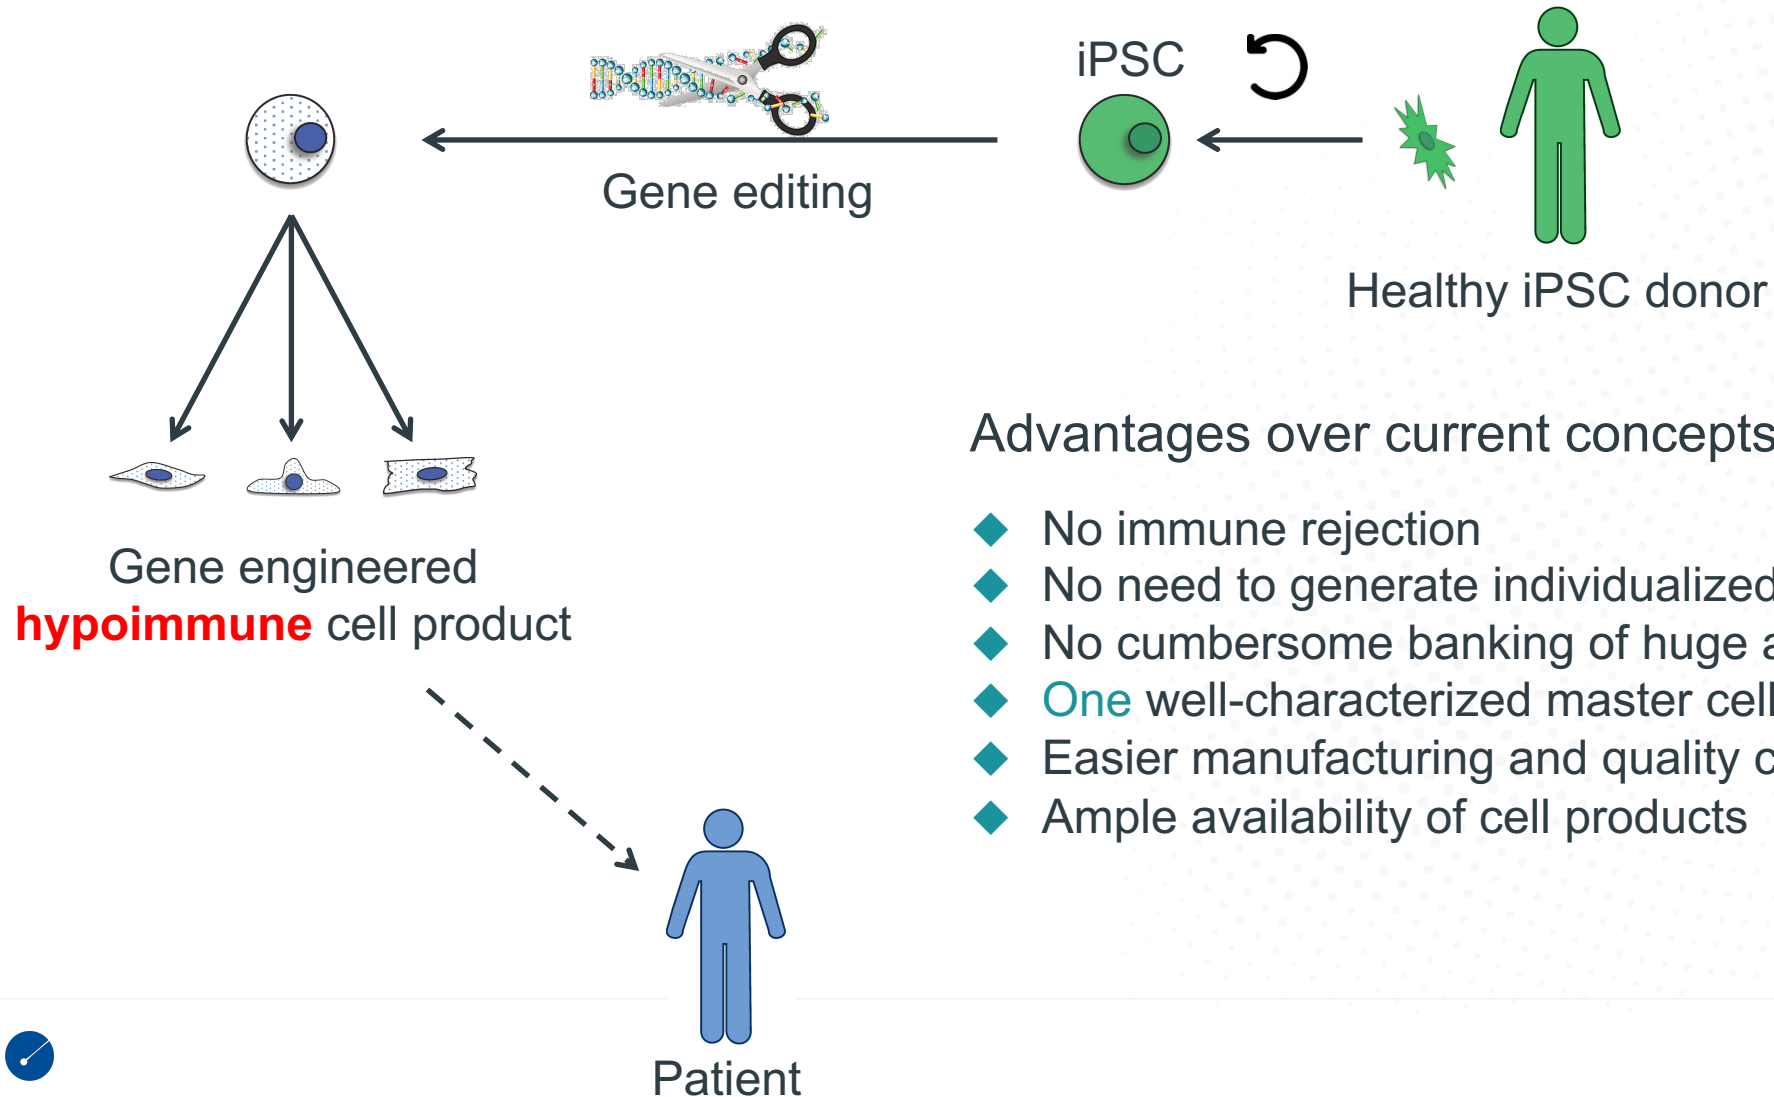 iPSC
Gene editing
Healthy iPSC donor
Gene engineered
hypoimmune cell product
Advantages over current concepts
No immune rejection
No need to generate individualized
No cumbersome banking of huge
One well-characterized master cell
Easier manufacturing and quality
Ample availability of cell products
Patient